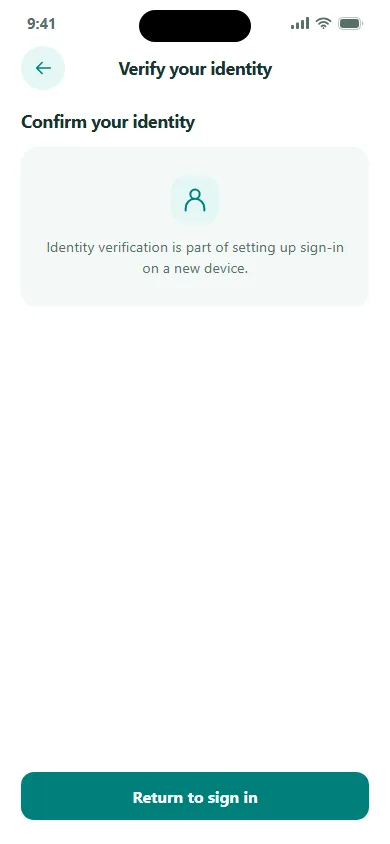 9:41
Verify your identity
Confirm your identity
Identity verification is part of setting up sign-in
on a new device.
Return to sign in